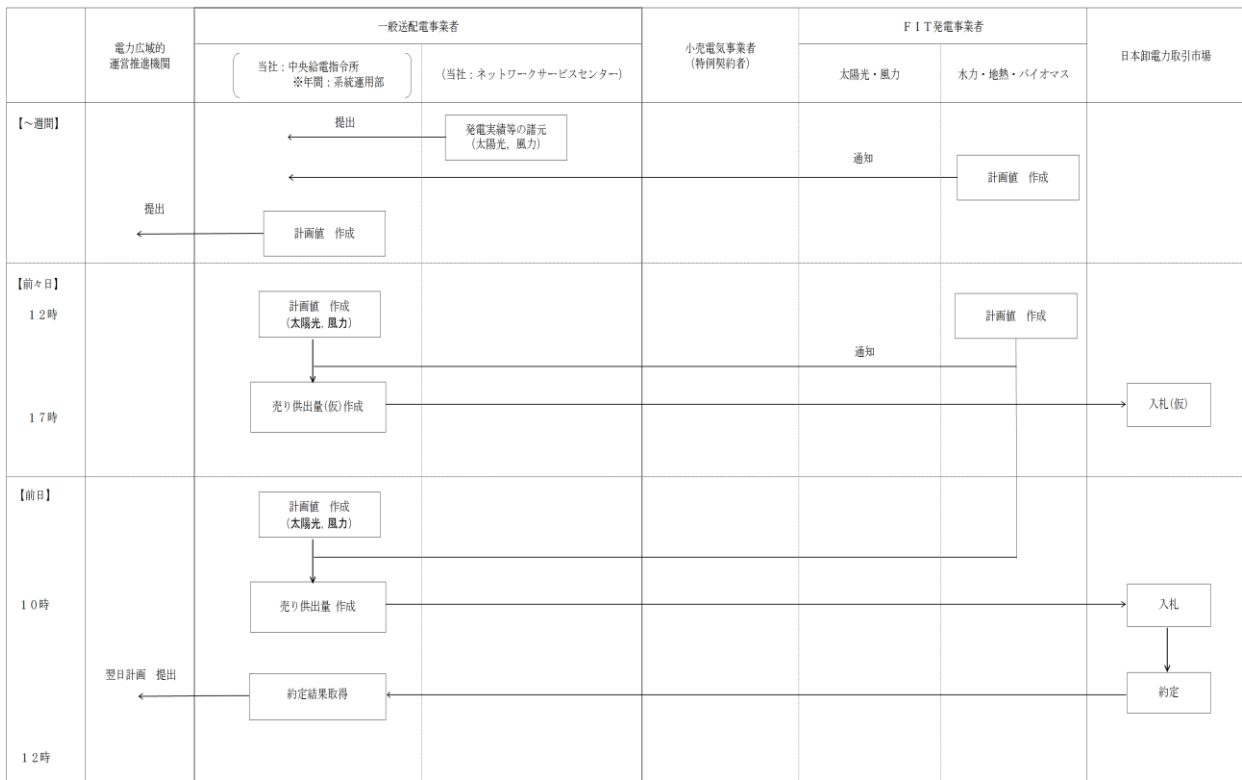 電力広域的
運営推進機関
一般送配電事業者
当社：中央給電指令所
※年間：系統運用部
(当社：ネットワークサービスセンター)
小売電気事業者
(特例契約者)
ＦＩＴ発電事業者
太陽光・風力
水力・地熱・バイオマス
日本卸電力取引市場
【～週間】
提出
発電実績等の諸元
(太陽光, 風力)
通知
計画値　作成
提出
計画値　作成
【前々日】
１２時
計画値　作成
(太陽光, 風力)
計画値　作成
通知
１７時
売り供出量(仮)作成
入札(仮)
【前日】
計画値　作成
(太陽光, 風力)
１０時
売り供出量 作成
入札
翌日計画　提出
約定結果取得
約定
１２時